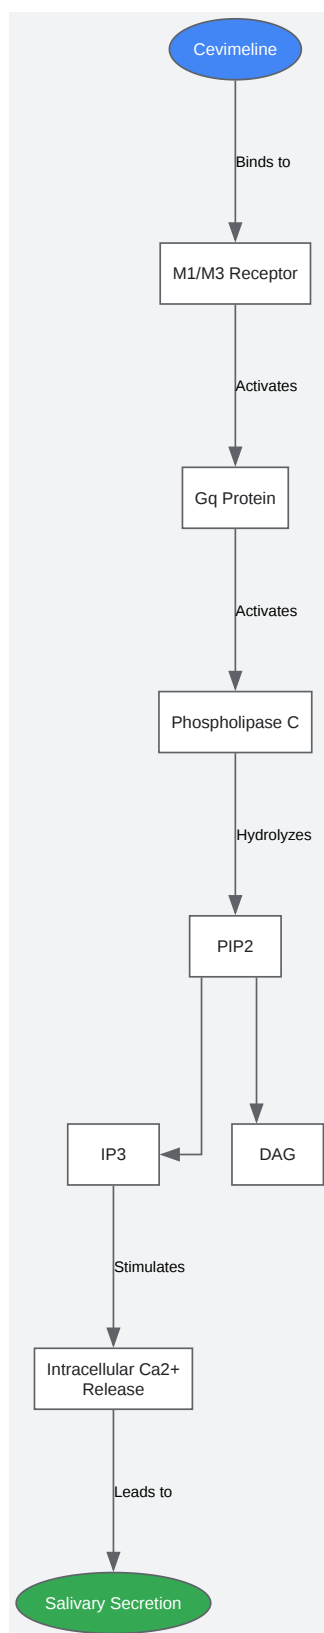 Cevimeline
Binds to
M1/M3 Receptor
Activates
Gq Protein
Activates
Phospholipase C
Hydrolyzes
PIP2
IP3
DAG
Stimulates
Intracellular Ca2+
Release
Leads to
Salivary Secretion